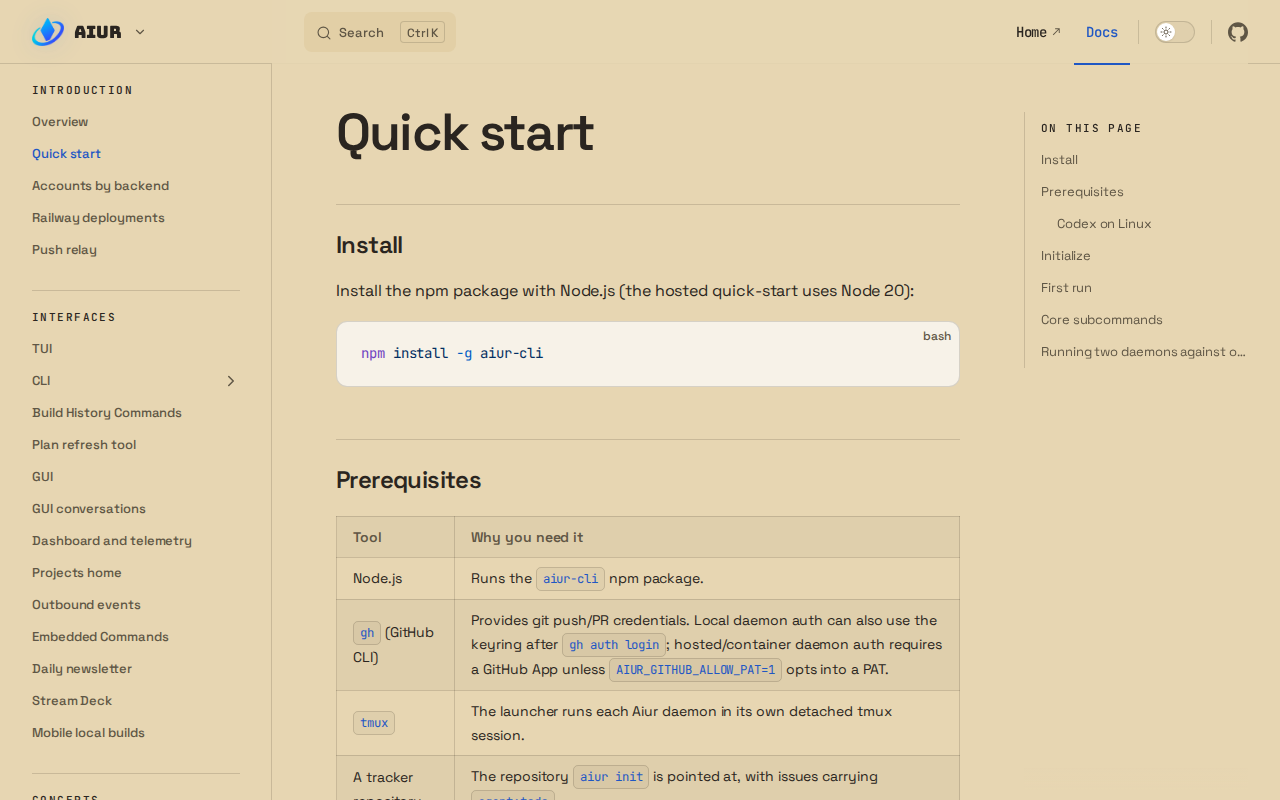 AIUR
Search
Ctrl K
Home
Docs
INTRODUCTION
Overview
Quick start
Accounts by backend
Railway deployments
Push relay
INTERFACES
TUI
CLI
Build History Commands
Plan refresh tool
GUI
GUI conversations
Dashboard and telemetry
Projects home
Outbound events
Embedded Commands
Daily newsletter
Stream Deck
Mobile local builds
Quick start
Install
Install the npm package with Node.js (the hosted quick-start uses Node 20):
bash
npm install -g aiur-cli
Prerequisites
Tool
Why you need it
Node.js
Runs the aiur-cli npm package.
gh (GitHub
CLI)
Provides git push/PR credentials. Local daemon auth can also use the
keyring after gh auth login; hosted/container daemon auth requires
a GitHub App unless AIUR_GITHUB_ALLOW_PAT=1 opts into a PAT.
tmux
The launcher runs each Aiur daemon in its own detached tmux
session.
A tracker
The repository aiur init is pointed at, with issues carrying
ON THIS PAGE
Install
Prerequisites
Codex on Linux
Initialize
First run
Core subcommands
Running two daemons against o...